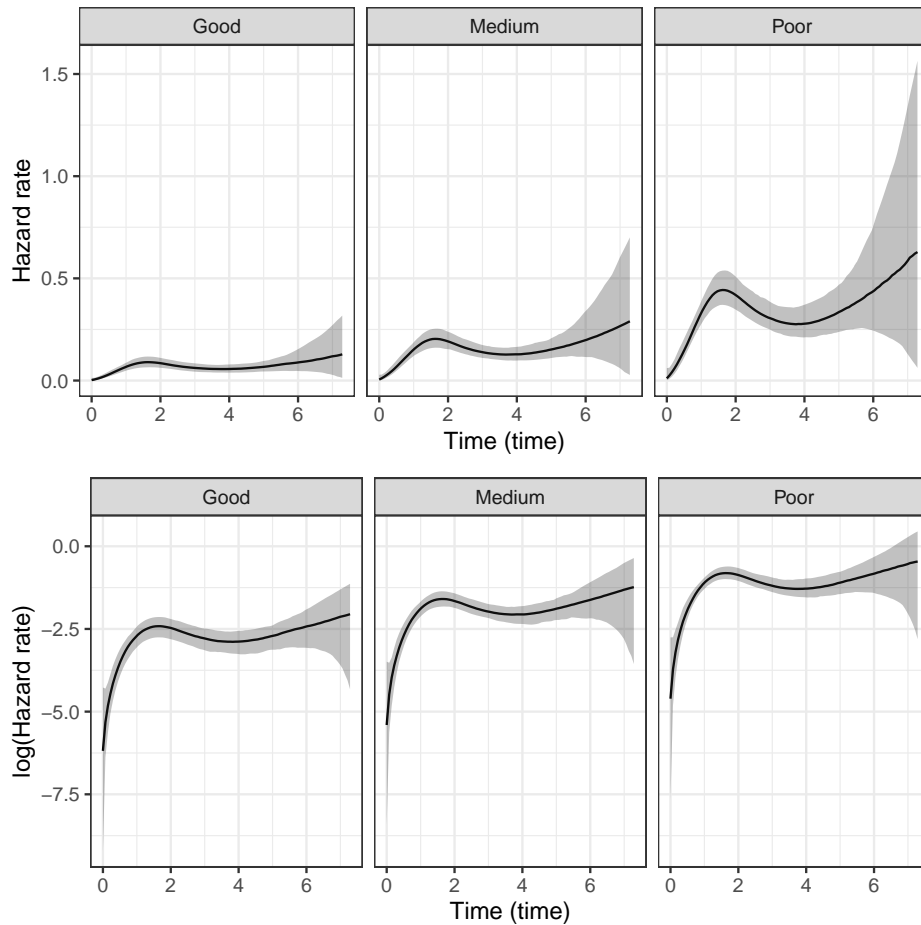 Good Medium Poor
Hazard rate
1.5
1.0
0.5
0.0
0 2 4 6 0 2 4 6 0 2 4 6
Time (time)
Good Medium Poor
log(Hazard rate)
0.0
−2.5
−5.0
−7.5
0 2 4 6 0 2 4 6 0 2 4 6
Time (time)